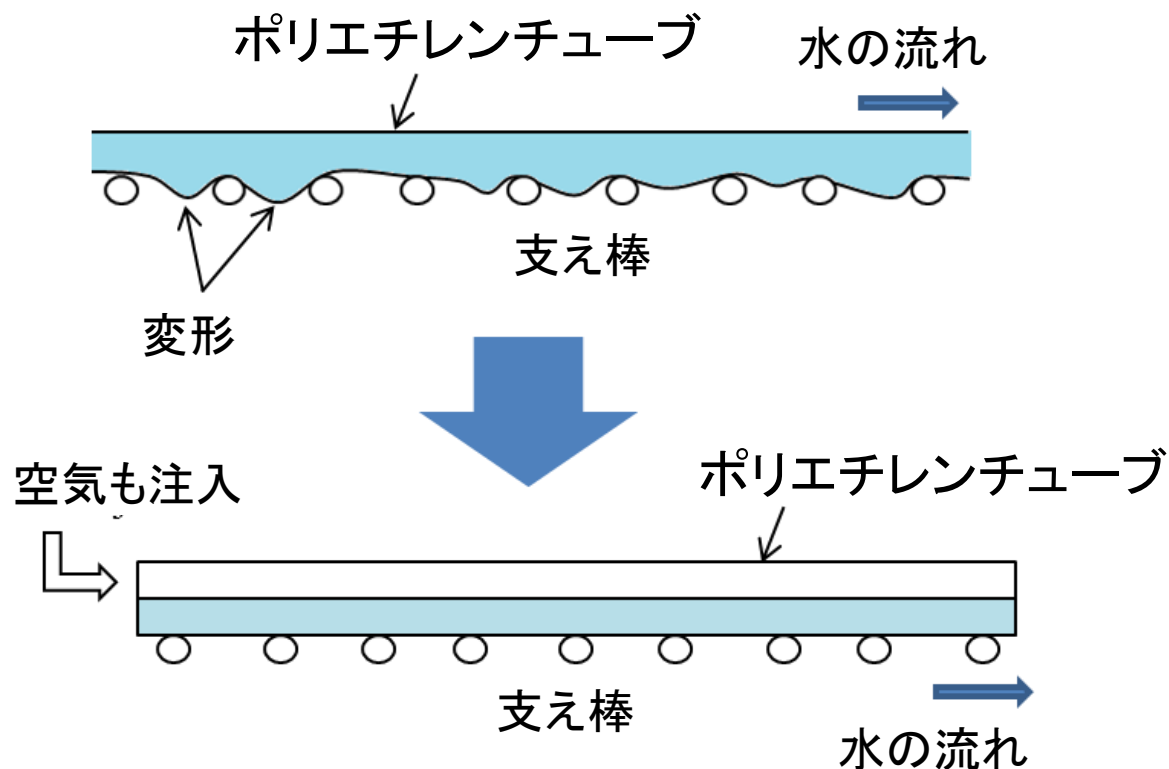 ポリエチレンチューブ
水の流れ
支え棒
変形
空気も注入
ポリエチレンチューブ
支え棒
水の流れ